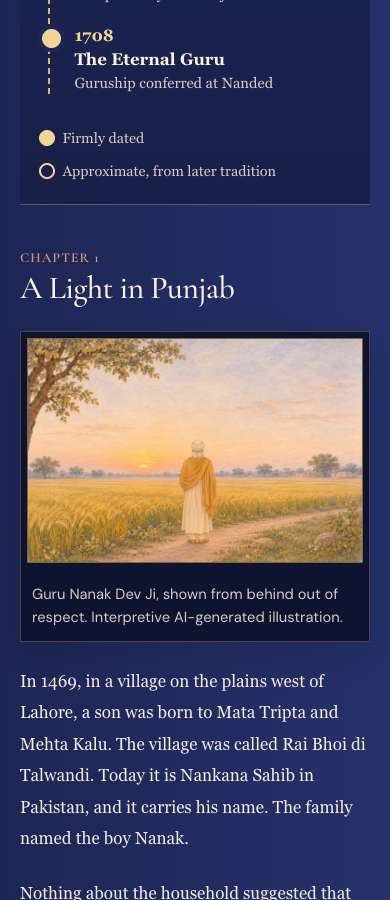 1708
The Eternal Guru
Guruship conferred at Nanded
Firmly dated
Approximate, from later tradition
CHAPTER 1
A Light in Punjab
Guru Nanak Dev Ji, shown from behind out of
respect. Interpretive AI-generated illustration.
In 1469, in a village on the plains west of
Lahore, a son was born to Mata Tripta and
Mehta Kalu. The village was called Rai Bhoi di
Talwandi. Today it is Nankana Sahib in
Pakistan, and it carries his name. The family
named the boy Nanak.
Nothing about the household suggested that